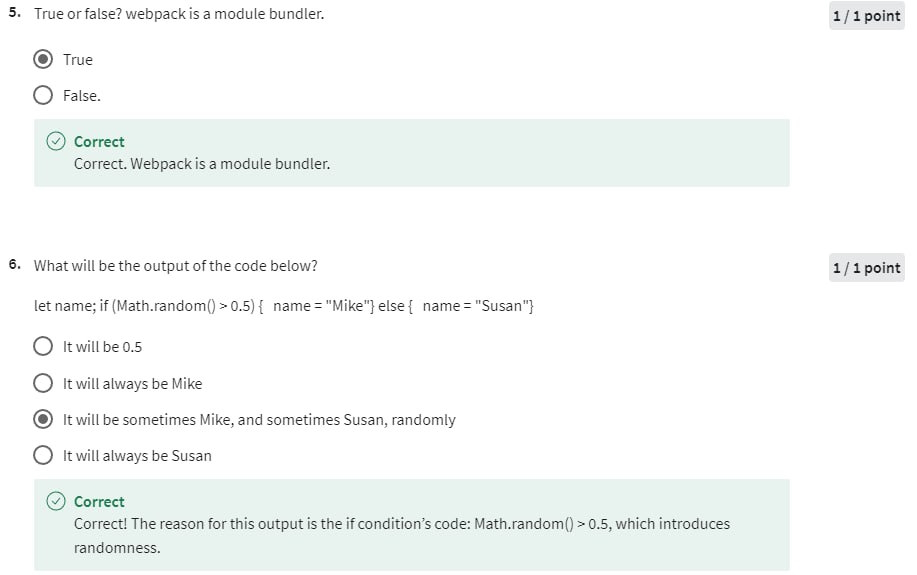 5. True or false? webpack is a module bundler.
1 / 1 point
True
False.
Correct
Correct. Webpack is a module bundler.
6. What will be the output of the code below?
1 / 1 point
let name; if (Math.random() > 0.5) { name = "Mike"} else { name = "Susan"}
It will be 0.5
It will always be Mike
It will be sometimes Mike, and sometimes Susan, randomly
It will always be Susan
Correct
Correct! The reason for this output is the if condition’s code: Math.random() > 0.5, which introduces
randomness.